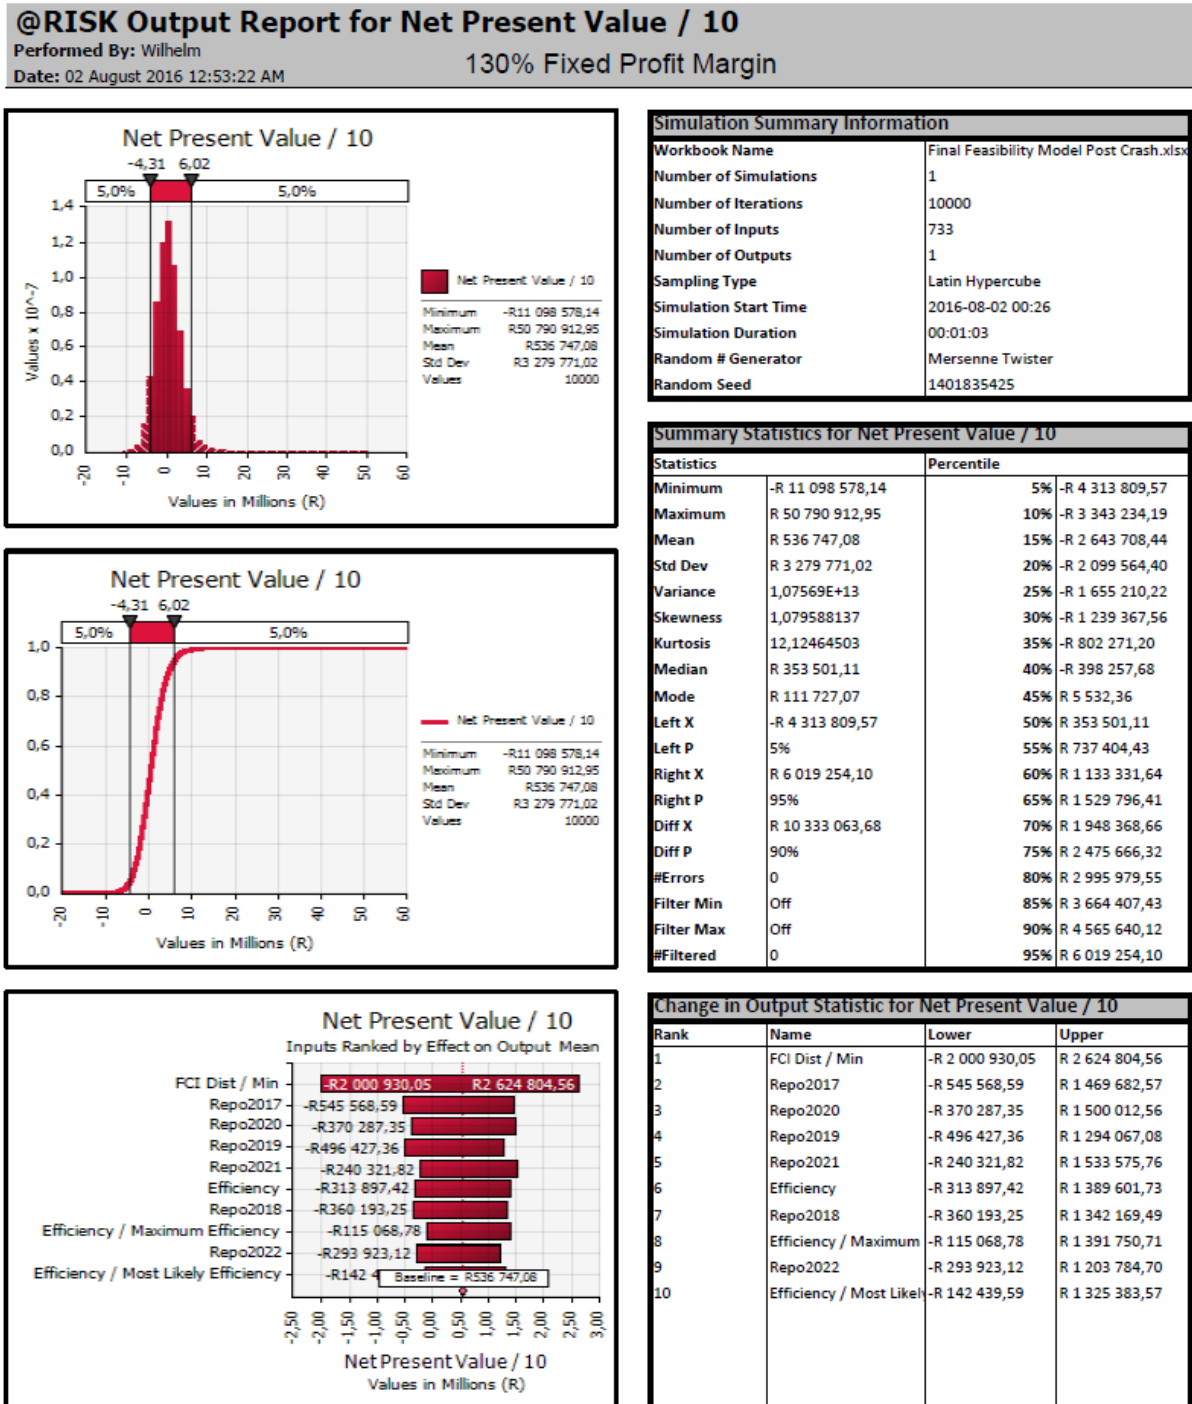 @RISK Output Report for Net Present Value / 10
Performed By: Wilhelm
Date: 02 August 2016 12:53:22 AM
130% Fixed Profit Margin
Net Present Value / 10
-4,31 6,02
5,0% 5,0%
1,4
1,2
1,0
0,8
0,6
0,4
0,2
0,0
Values x 10^-7
-20 -10 0 10 20 30 40 50 60
Values in Millions (R)
Net Present Value / 10
Minimum -R11 098 578,14
Maximum R50 790 912,95
Mean R536 747,08
Std Dev R3 279 771,02
Values 10000
Simulation Summary Information
Workbook Name Final Feasibility Model Post Crash.xlsx
Number of Simulations 1
Number of Iterations 10000
Number of Inputs 733
Number of Outputs 1
Sampling Type Latin Hypercube
Simulation Start Time 2016-08-02 00:26
Simulation Duration 00:01:03
Random # Generator Mersenne Twister
Random Seed 1401835425
Net Present Value / 10
-4,31 6,02
5,0% 5,0%
1,0
0,8
0,6
0,4
0,2
0,0
-20 -10 0 10 20 30 40 50 60
Values in Millions (R)
Net Present Value / 10
Minimum -R11 098 578,14
Maximum R50 790 912,95
Mean R536 747,08
Std Dev R3 279 771,02
Values 10000
Summary Statistics for Net Present Value / 10
Statistics Percentile
Minimum -R 11 098 578,14 5% -R 4 313 809,57
Maximum R 50 790 912,95 10% -R 3 343 234,19
Mean R 536 747,08 15% -R 2 643 708,44
Std Dev R 3 279 771,02 20% -R 2 099 564,40
Variance 1,07569E+13 25% -R 1 655 210,22
Skewness 1,079588137 30% -R 1 239 367,56
Kurtosis 12,12464503 35% -R 802 271,20
Median R 353 501,11 40% -R 398 257,68
Mode R 111 727,07 45% R 5 532,36
Left X -R 4 313 809,57 50% R 353 501,11
Left P 5% 55% R 737 404,43
Right X R 6 019 254,10 60% R 1 133 331,64
Right P 95% 65% R 1 529 796,41
Diff X R 10 333 063,68 70% R 1 948 368,66
Diff P 90% 75% R 2 475 666,32
#Errors 0 80% R 2 995 979,55
Filter Min Off 85% R 3 664 407,43
Filter Max Off 90% R 4 565 640,12
#Filtered 0 95% R 6 019 254,10
Net Present Value / 10
Inputs Ranked by Effect on Output Mean
FCI Dist / Min -R2 000 930,05 R2 624 804,56
Repo2017 -R545 568,59
Repo2020 -R370 287,35
Repo2019 -R496 427,36
Repo2021 -R240 321,82
Efficiency -R313 897,42
Repo2018 -R360 193,25
Efficiency / Maximum Efficiency -R115 068,78
Repo2022 -R293 923,12
Efficiency / Most Likely Efficiency -R142 4
Baseline = R536 747,08
-2,50 -2,00 -1,50 -1,00 -0,50 0,00 0,50 1,00 1,50 2,00 2,50 3,00
Net Present Value / 10
Values in Millions (R)
Change in Output Statistic for Net Present Value / 10
Rank Name Lower Upper
1 FCI Dist / Min -R 2 000 930,05 R 2 624 804,56
2 Repo2017 -R 545 568,59 R 1 469 682,57
3 Repo2020 -R 370 287,35 R 1 500 012,56
4 Repo2019 -R 496 427,36 R 1 294 067,08
5 Repo2021 -R 240 321,82 R 1 533 575,76
6 Efficiency -R 313 897,42 R 1 389 601,73
7 Repo2018 -R 360 193,25 R 1 342 169,49
8 Efficiency / Maximum -R 115 068,78 R 1 391 750,71
9 Repo2022 -R 293 923,12 R 1 203 784,70
10 Efficiency / Most Likely -R 142 439,59 R 1 325 383,57